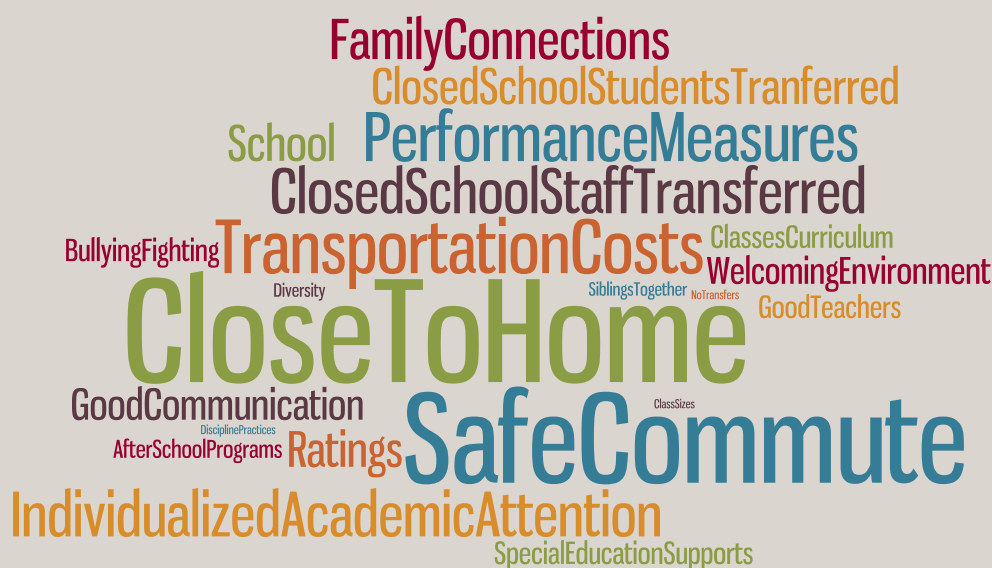 FamilyConnections
ClosedSchoolStudentsTranferred
School PerformanceMeasures
ClosedSchoolStaffTransferred
BullyingFighting TransportationCosts ClassesCurriculum
WelcomingEnvironment
Diversity SiblingsTogether NoTransfers
GoodTeachers
CloseToHome
GoodCommunication ClassSizes
DisciplinePractices
AfterSchoolPrograms Ratings SafeCommute
IndividualizedAcademicAttention
SpecialEducationSupports